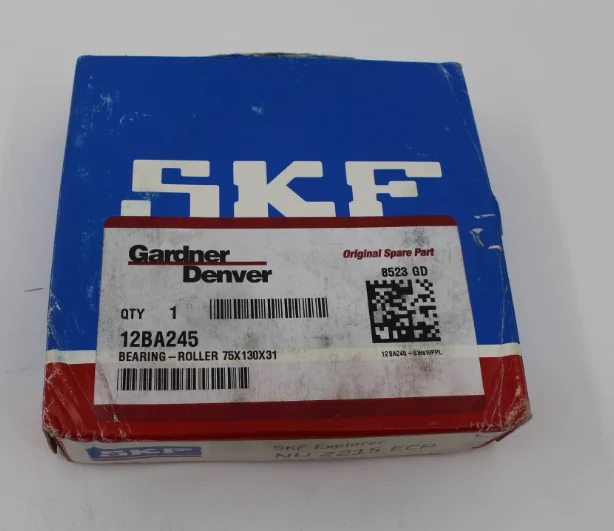 SKF
Gardner
Denver
Original Spare Part
8523 GD
QTY 1
12BA245
BEARING-ROLLER 75X130X31
SKF
SKF Explorer
NU 2215 ECP